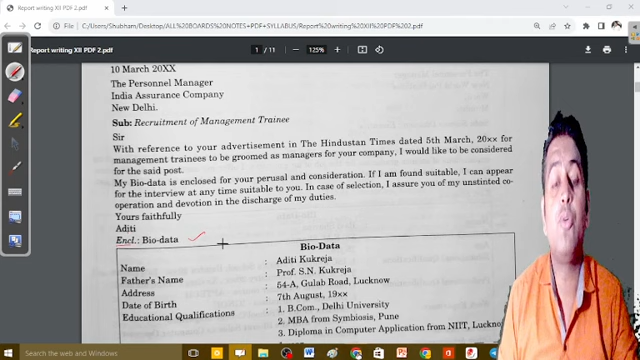 File | C:/Users/Shubham/Desktop/ALL%20BOARDS%20NOTES+PDF+SYLLABUS/Report%20writing%20XII%20PDF%202.pdf
Report writing XII PDF 2.pdf
1 / 11
125%
10 March 20XX
The Personnel Manager
India Assurance Company
New Delhi.
Sub: Recruitment of Management Trainee
Sir
With reference to your advertisement in The Hindustan Times dated 5th March, 20×× for
management trainees to be groomed as managers for your company, I would like to be considered
for the said post.
My Bio-data is enclosed for your perusal and consideration. If I am found suitable, I can appear
for the interview at any time suitable to you. In case of selection, I assure you of my unstinted co-
operation and devotion in the discharge of my duties.
Yours faithfully
Aditi
Encl.: Bio-data
Bio-Data
Name : Aditi Kukreja
Father's Name : Prof. S.N. Kukreja
Address : 54-A, Gulab Road, Lucknow
Date of Birth : 7th August, 19××
Educational Qualifications : 1. B.Com., Delhi University
2. MBA from Symbiosis, Pune
3. Diploma in Computer Application from NIIT, Luckno
Search the web and Windows